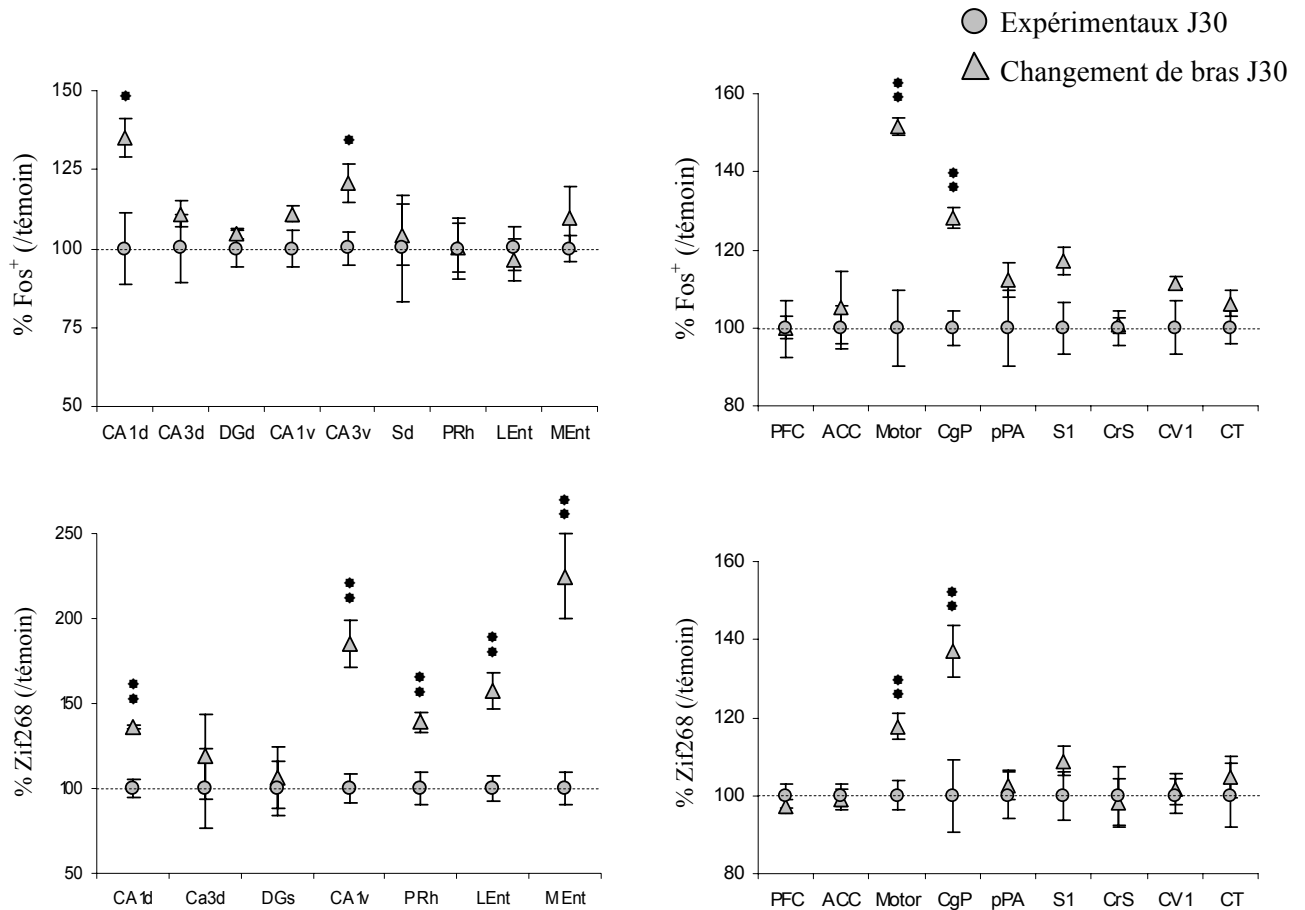 Expérimentaux J30
Changement de bras J30
% Fos+ (/témoin)
150
125
100
75
50
CA1d CA3d DGd CA1v CA3v Sd PRh LEnt MEnt
% Fos+ (/témoin)
160
140
120
100
80
PFC ACC Motor CgP pPA S1 CrS CV1 CT
% Zif268 (/témoin)
250
200
150
100
50
CA1d Ca3d DGs CA1v PRh LEnt MEnt
% Zif268 (/témoin)
160
140
120
100
80
PFC ACC Motor CgP pPA S1 CrS CV1 CT